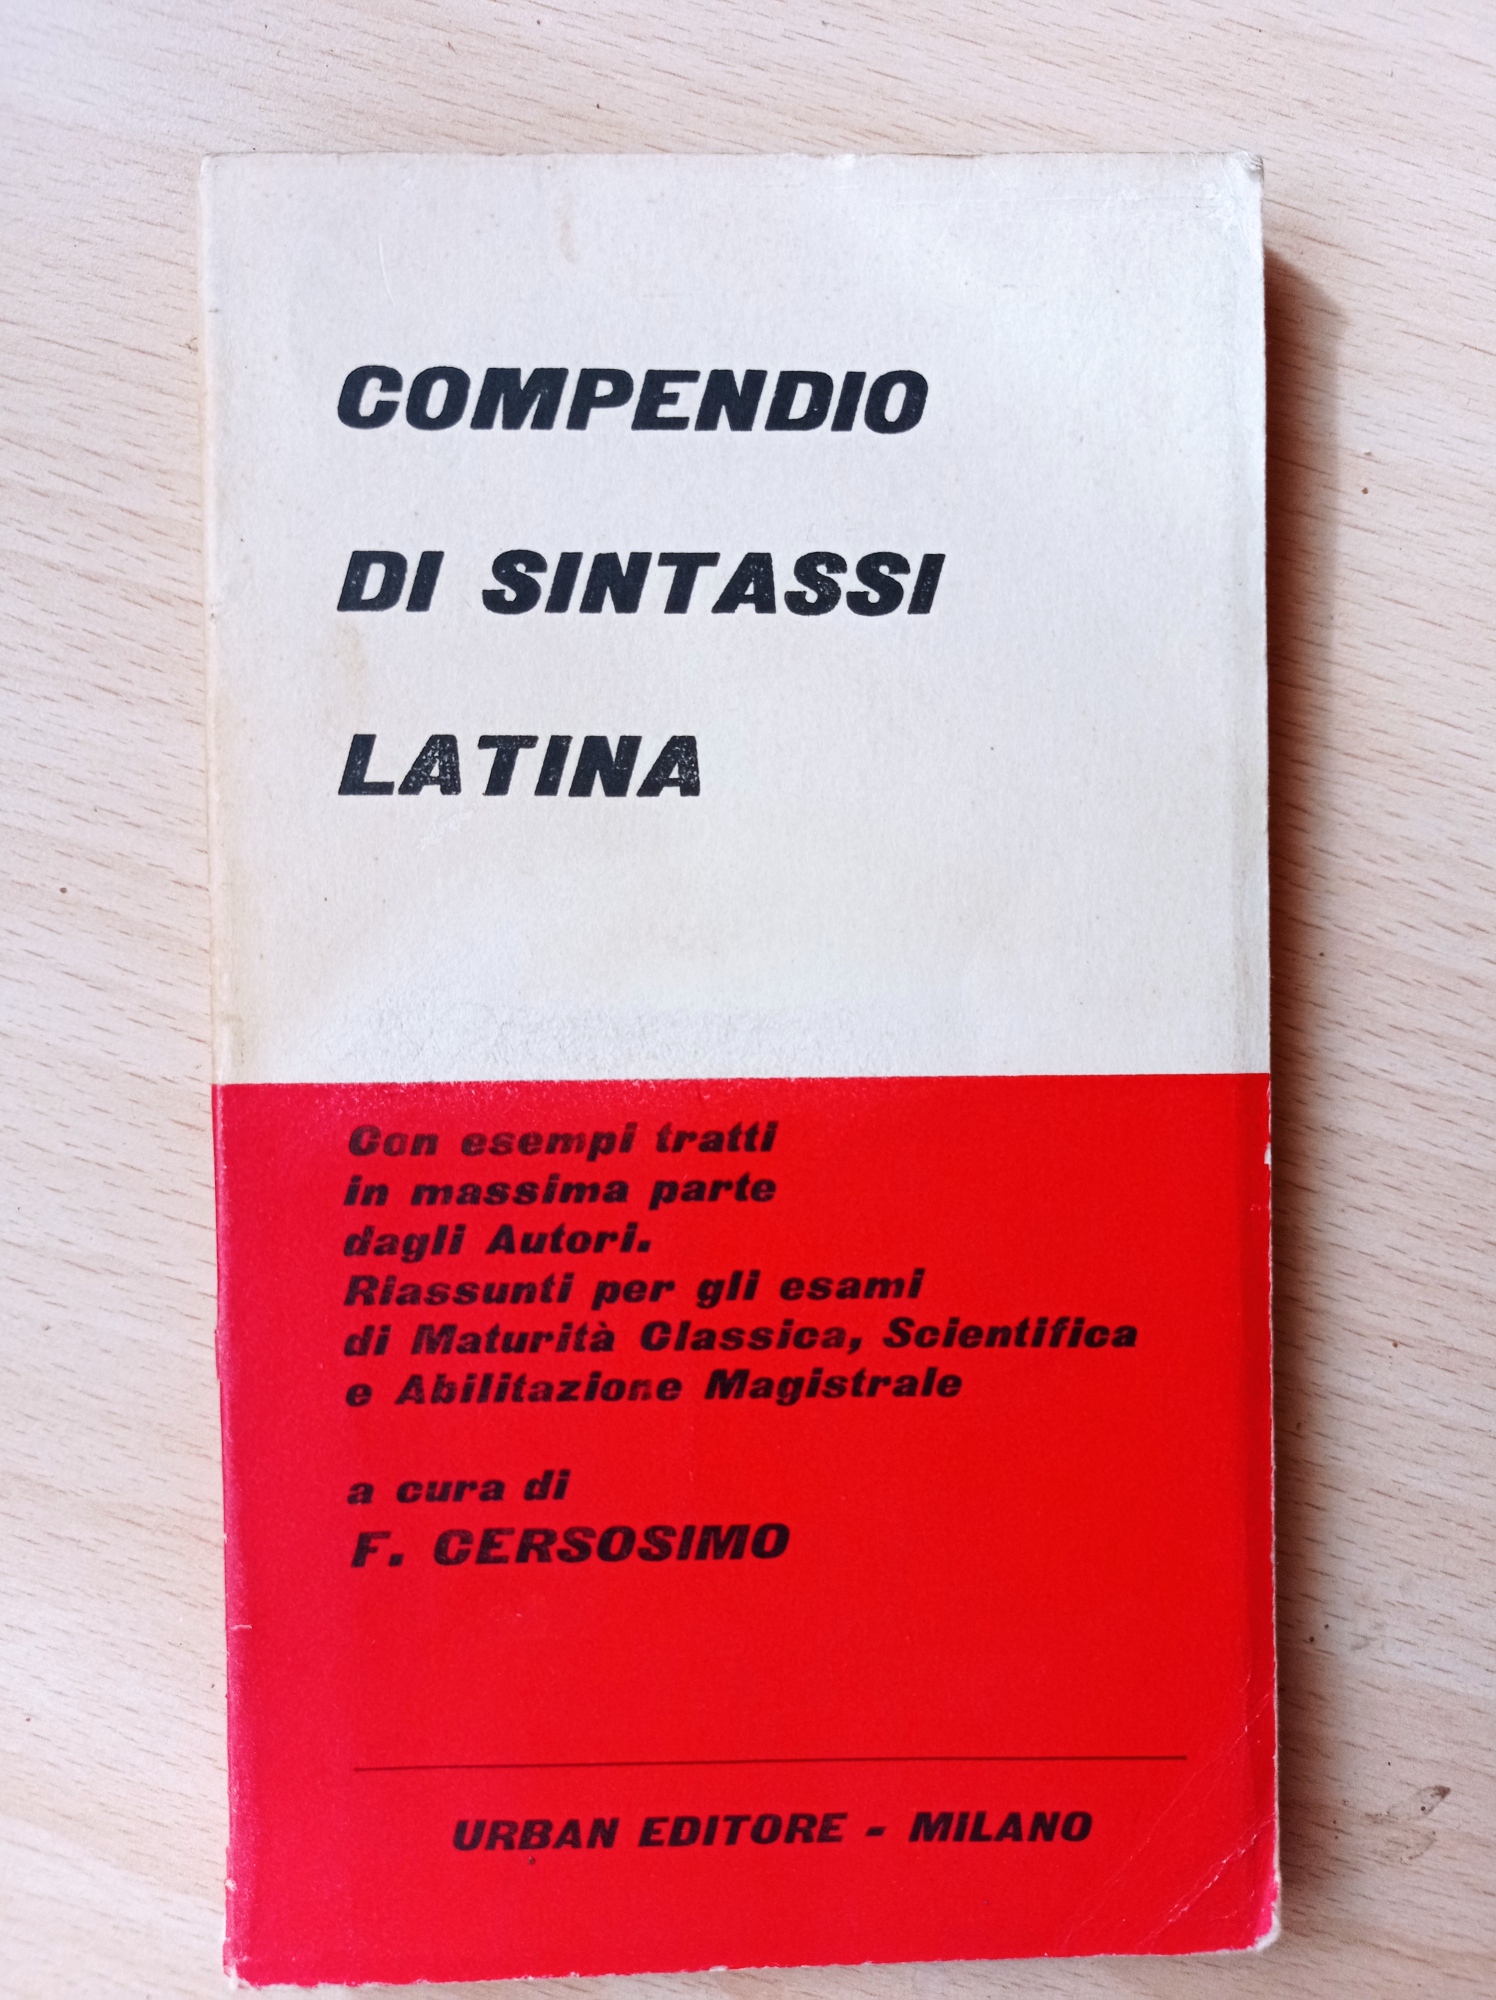 COMPENDIO
DI SINTASSI
LATINA
Con esempi tratti
in massima parte
dagli Autori.
Riassunti per gli esami
di Maturità Classica, Scientifica
e Abilitazione Magistrale
a cura di
F. CERSOSIMO
URBAN EDITORE - MILANO